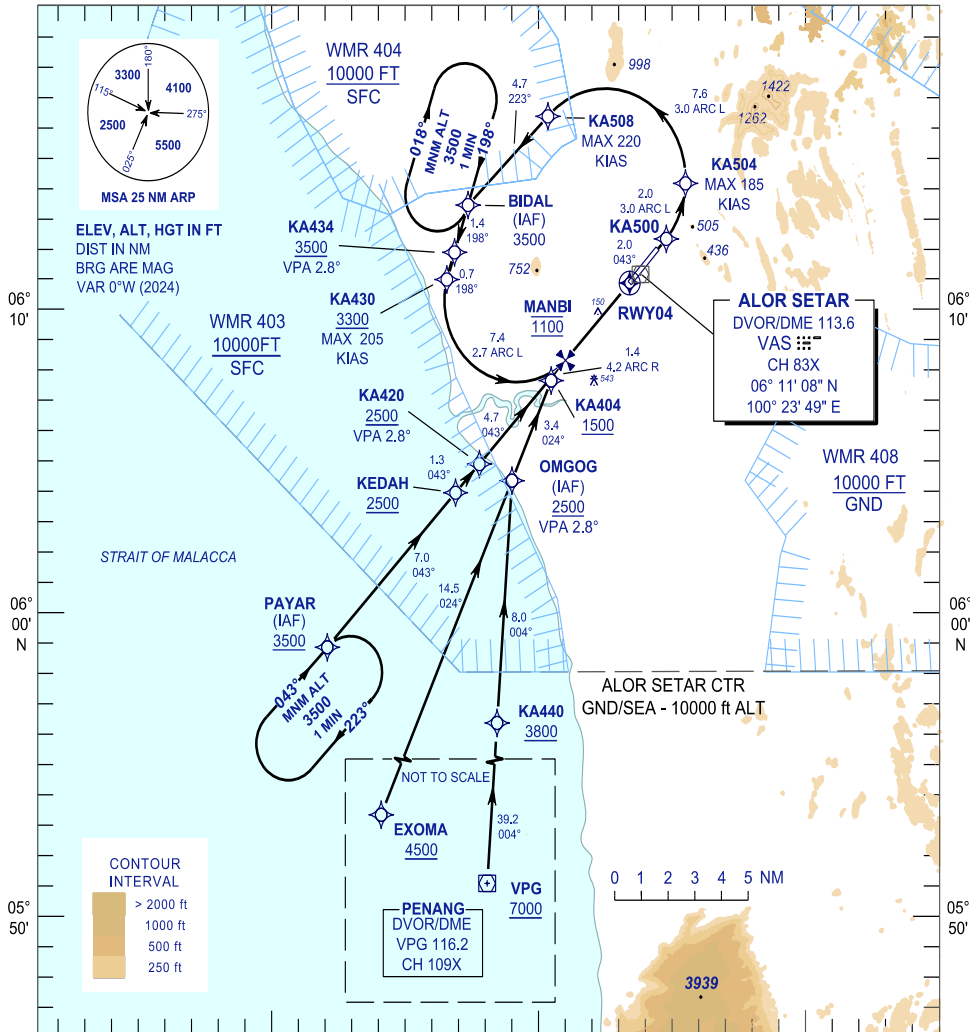 180°
3300
4100
115°
275°
2500
5500
025°
MSA 25 NM ARP
ELEV, ALT, HGT IN FT
DIST IN NM
BRG ARE MAG
VAR 0°W (2024)
WMR 404
10000 FT
SFC
018°
MNM ALT
3500
1 MIN
198°
4.7
223°
998
7.6
3.0 ARC L
1422
1262
KA508
MAX 220
KIAS
KA504
MAX 185
KIAS
BIDAL
(IAF)
3500
2.0
3.0 ARC L
KA500
505
436
KA434
3500
VPA 2.8°
1.4
198°
2.0
043°
752
0.7
198°
KA430
3300
MAX 205
KIAS
06°
10'
06°
10'
MANBI
1100
150
RWY04
ALOR SETAR
DVOR/DME 113.6
VAS
CH 83X
06° 11' 08" N
100° 23' 49" E
WMR 403
10000FT
SFC
7.4
2.7 ARC L
1.4
4.2 ARC R
543
KA404
1500
KA420
2500
VPA 2.8°
4.7
043°
3.4
024°
1.3
043°
KEDAH
2500
OMGOG
(IAF)
2500
VPA 2.8°
WMR 408
10000 FT
GND
STRAIT OF MALACCA
7.0
043°
14.5
024°
8.0
004°
PAYAR
(IAF)
3500
06°
00'
N
06°
00'
N
043°
MNM ALT
3500
1 MIN
223°
ALOR SETAR CTR
GND/SEA - 10000 ft ALT
KA440
3800
NOT TO SCALE
EXOMA
4500
39.2
004°
VPG
7000
PENANG
DVOR/DME
VPG 116.2
CH 109X
CONTOUR
INTERVAL
> 2000 ft
1000 ft
500 ft
250 ft
0 1 2 3 4 5 NM
05°
50'
05°
50'
3939